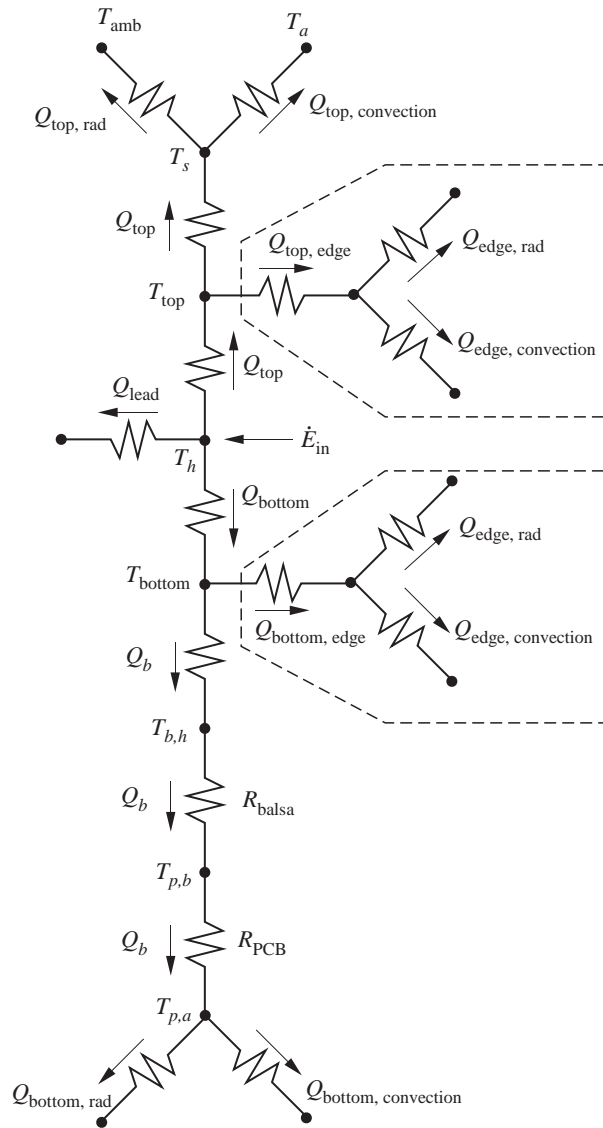 T_amb
T_a
Q_top, rad
Q_top, convection
T_s
Q_top
Q_top, edge
Q_edge, rad
T_top
Q_edge, convection
Q_top
Q_lead
Ė_in
T_h
Q_bottom
Q_edge, rad
T_bottom
Q_bottom, edge
Q_edge, convection
Q_b
T_b,h
Q_b
R_balsa
T_p,b
Q_b
R_PCB
T_p,a
Q_bottom, rad
Q_bottom, convection